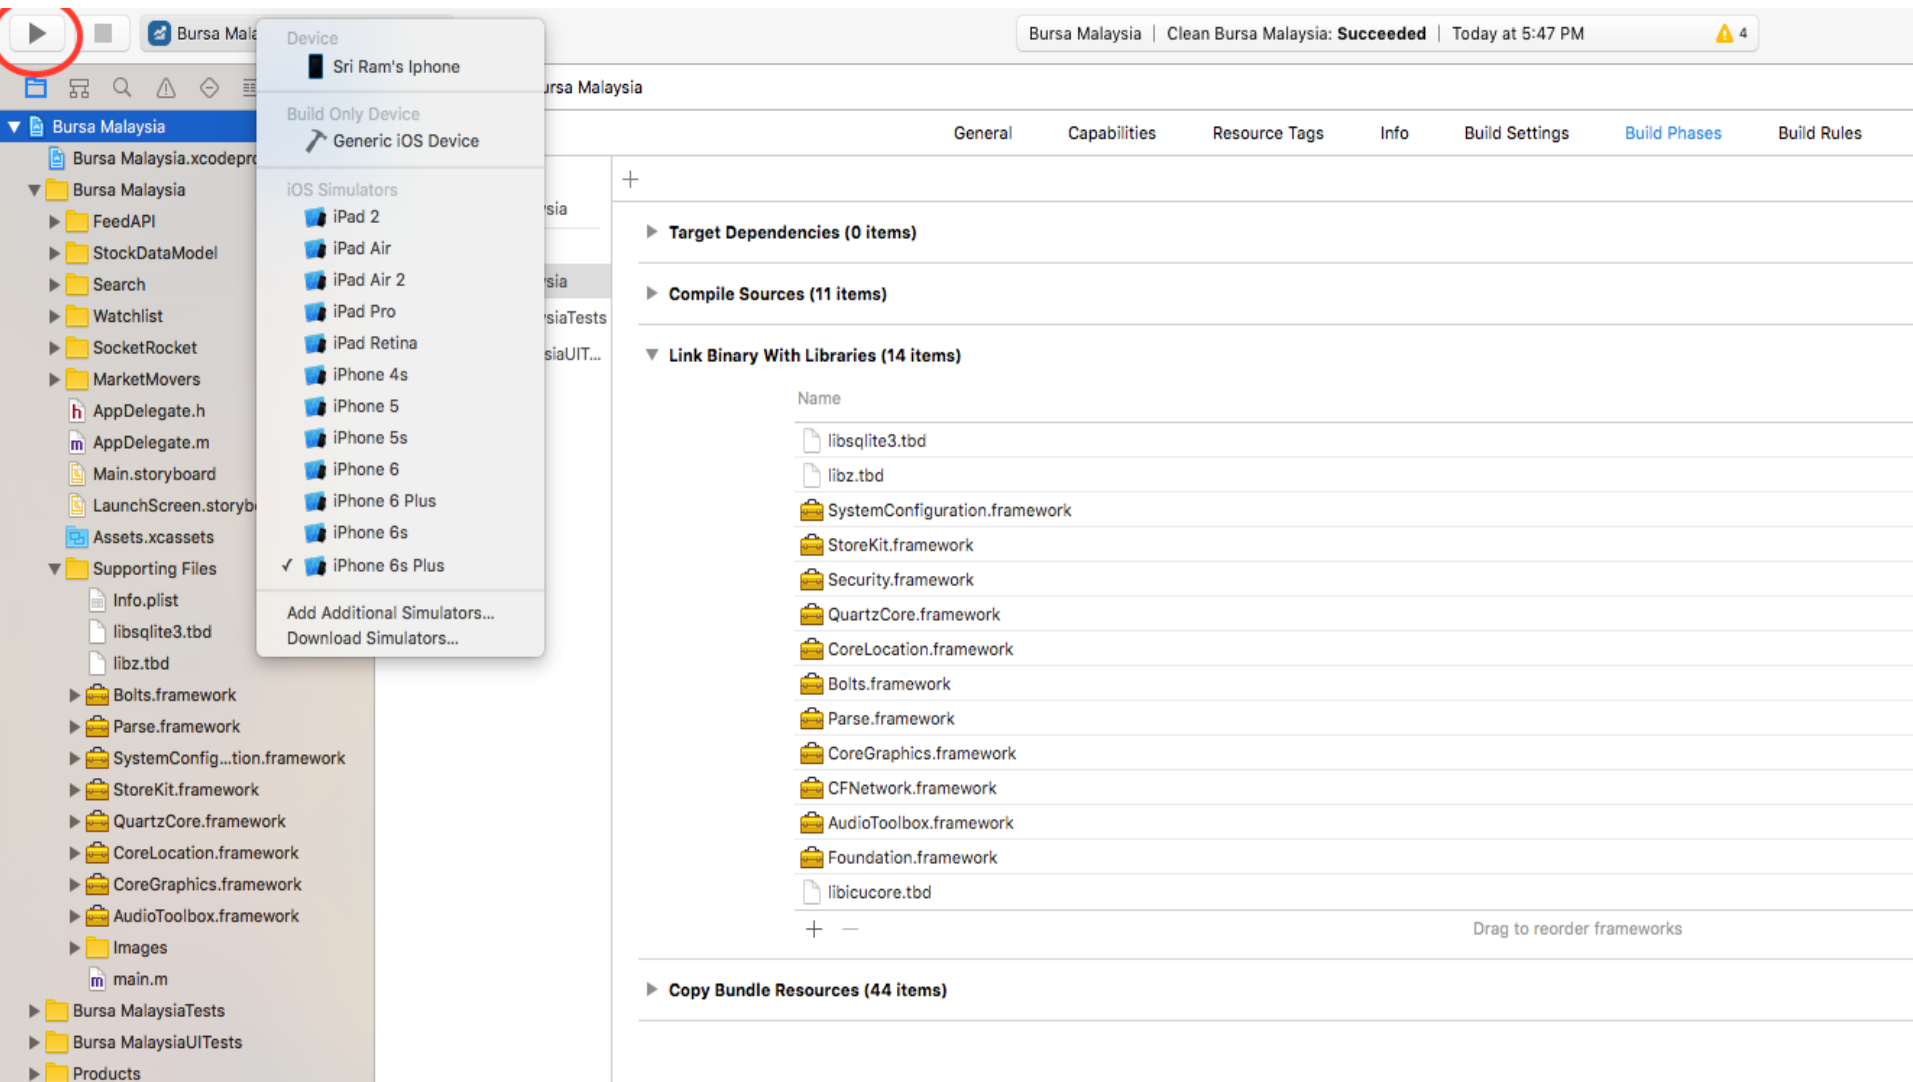 Bursa Mala
Bursa Malaysia | Clean Bursa Malaysia: Succeeded | Today at 5:47 PM
4
Device
Sri Ram's Iphone
Build Only Device
Generic iOS Device
iOS Simulators
iPad 2
iPad Air
iPad Air 2
iPad Pro
iPad Retina
iPhone 4s
iPhone 5
iPhone 5s
iPhone 6
iPhone 6 Plus
iPhone 6s
✓ iPhone 6s Plus
Add Additional Simulators...
Download Simulators...
Bursa Malaysia
Bursa Malaysia.xcodepro
Bursa Malaysia
FeedAPI
StockDataModel
Search
Watchlist
SocketRocket
MarketMovers
h AppDelegate.h
m AppDelegate.m
Main.storyboard
LaunchScreen.storyb
Assets.xcassets
Supporting Files
Info.plist
libsqlite3.tbd
libz.tbd
Bolts.framework
Parse.framework
SystemConfig...tion.framework
StoreKit.framework
QuartzCore.framework
CoreLocation.framework
CoreGraphics.framework
AudioToolbox.framework
Images
m main.m
Bursa MalaysiaTests
Bursa MalaysiaUITests
Products
ursa Malaysia
sia
sia
siaTests
siaUIT...
General Capabilities Resource Tags Info Build Settings Build Phases Build Rules
+
Target Dependencies (0 items)
Compile Sources (11 items)
Link Binary With Libraries (14 items)
Name
libsqlite3.tbd
libz.tbd
SystemConfiguration.framework
StoreKit.framework
Security.framework
QuartzCore.framework
CoreLocation.framework
Bolts.framework
Parse.framework
CoreGraphics.framework
CFNetwork.framework
AudioToolbox.framework
Foundation.framework
libicucore.tbd
+ — Drag to reorder frameworks
Copy Bundle Resources (44 items)